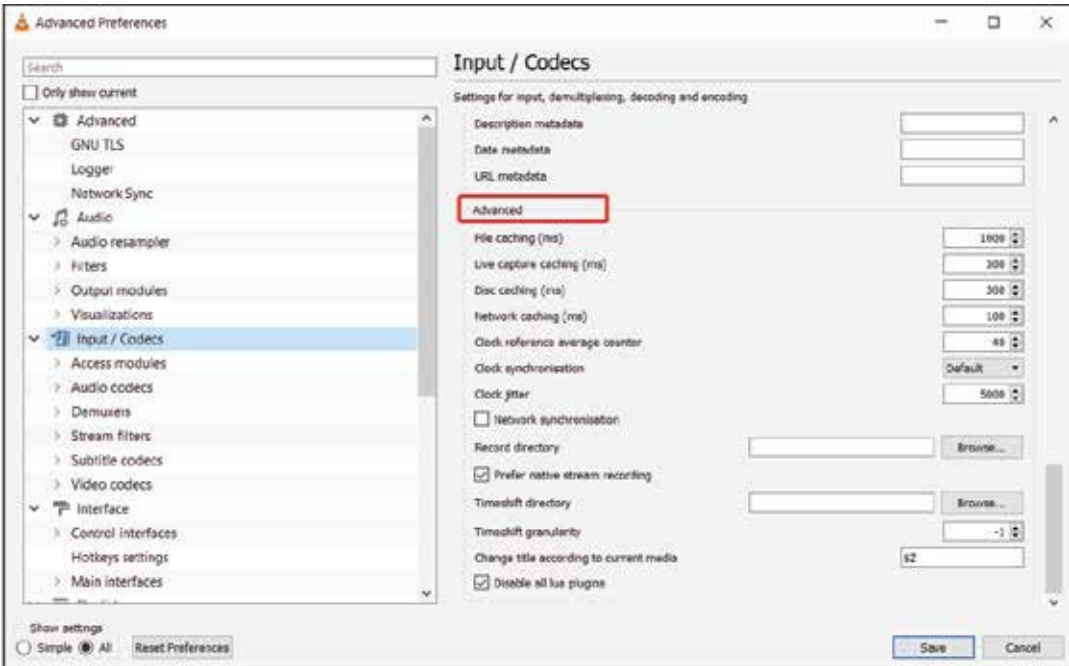 Advanced Preferences
Search
Only show current
Advanced
GNU TLS
Logger
Network Sync
Audio
Audio resampler
Filters
Output modules
Visualizations
Input / Codecs
Access modules
Audio codecs
Demuxers
Stream filters
Subtitle codecs
Video codecs
Interface
Control interfaces
Hotkeys settings
Main interfaces
Show settings
Simple All Reset Preferences
Input / Codecs
Settings for input, demultiplexing, decoding and encoding
Description metadata
Date metadata
URL metadata
Advanced
File caching (ms) 1000
Live capture caching (ms) 300
Disc caching (ms) 300
Network caching (ms) 100
Clock reference average counter 40
Clock synchronisation Default
Clock jitter 5000
Network synchronisation
Record directory Browse...
Prefer native stream recording
Timeshift directory Browse...
Timeshift granularity -1
Change title according to current media $Z
Disable all lua plugins
Save Cancel